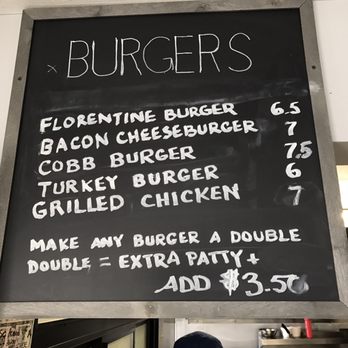 BURGERS
FLORENTINE BURGER 6.5
BACON CHEESEBURGER 7
COBB BURGER 7.5
TURKEY BURGER 6
GRILLED CHICKEN 7
MAKE ANY BURGER A DOUBLE
DOUBLE = EXTRA PATTY +
ADD $3.50